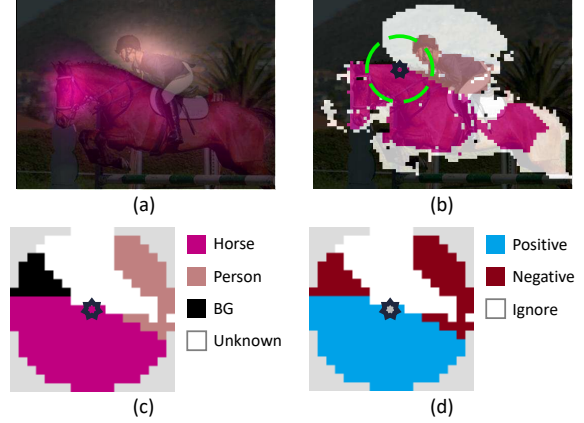 (a)
(b)
Horse
Person
BG
Unknown
(c)
Positive
Negative
Ignore
(d)